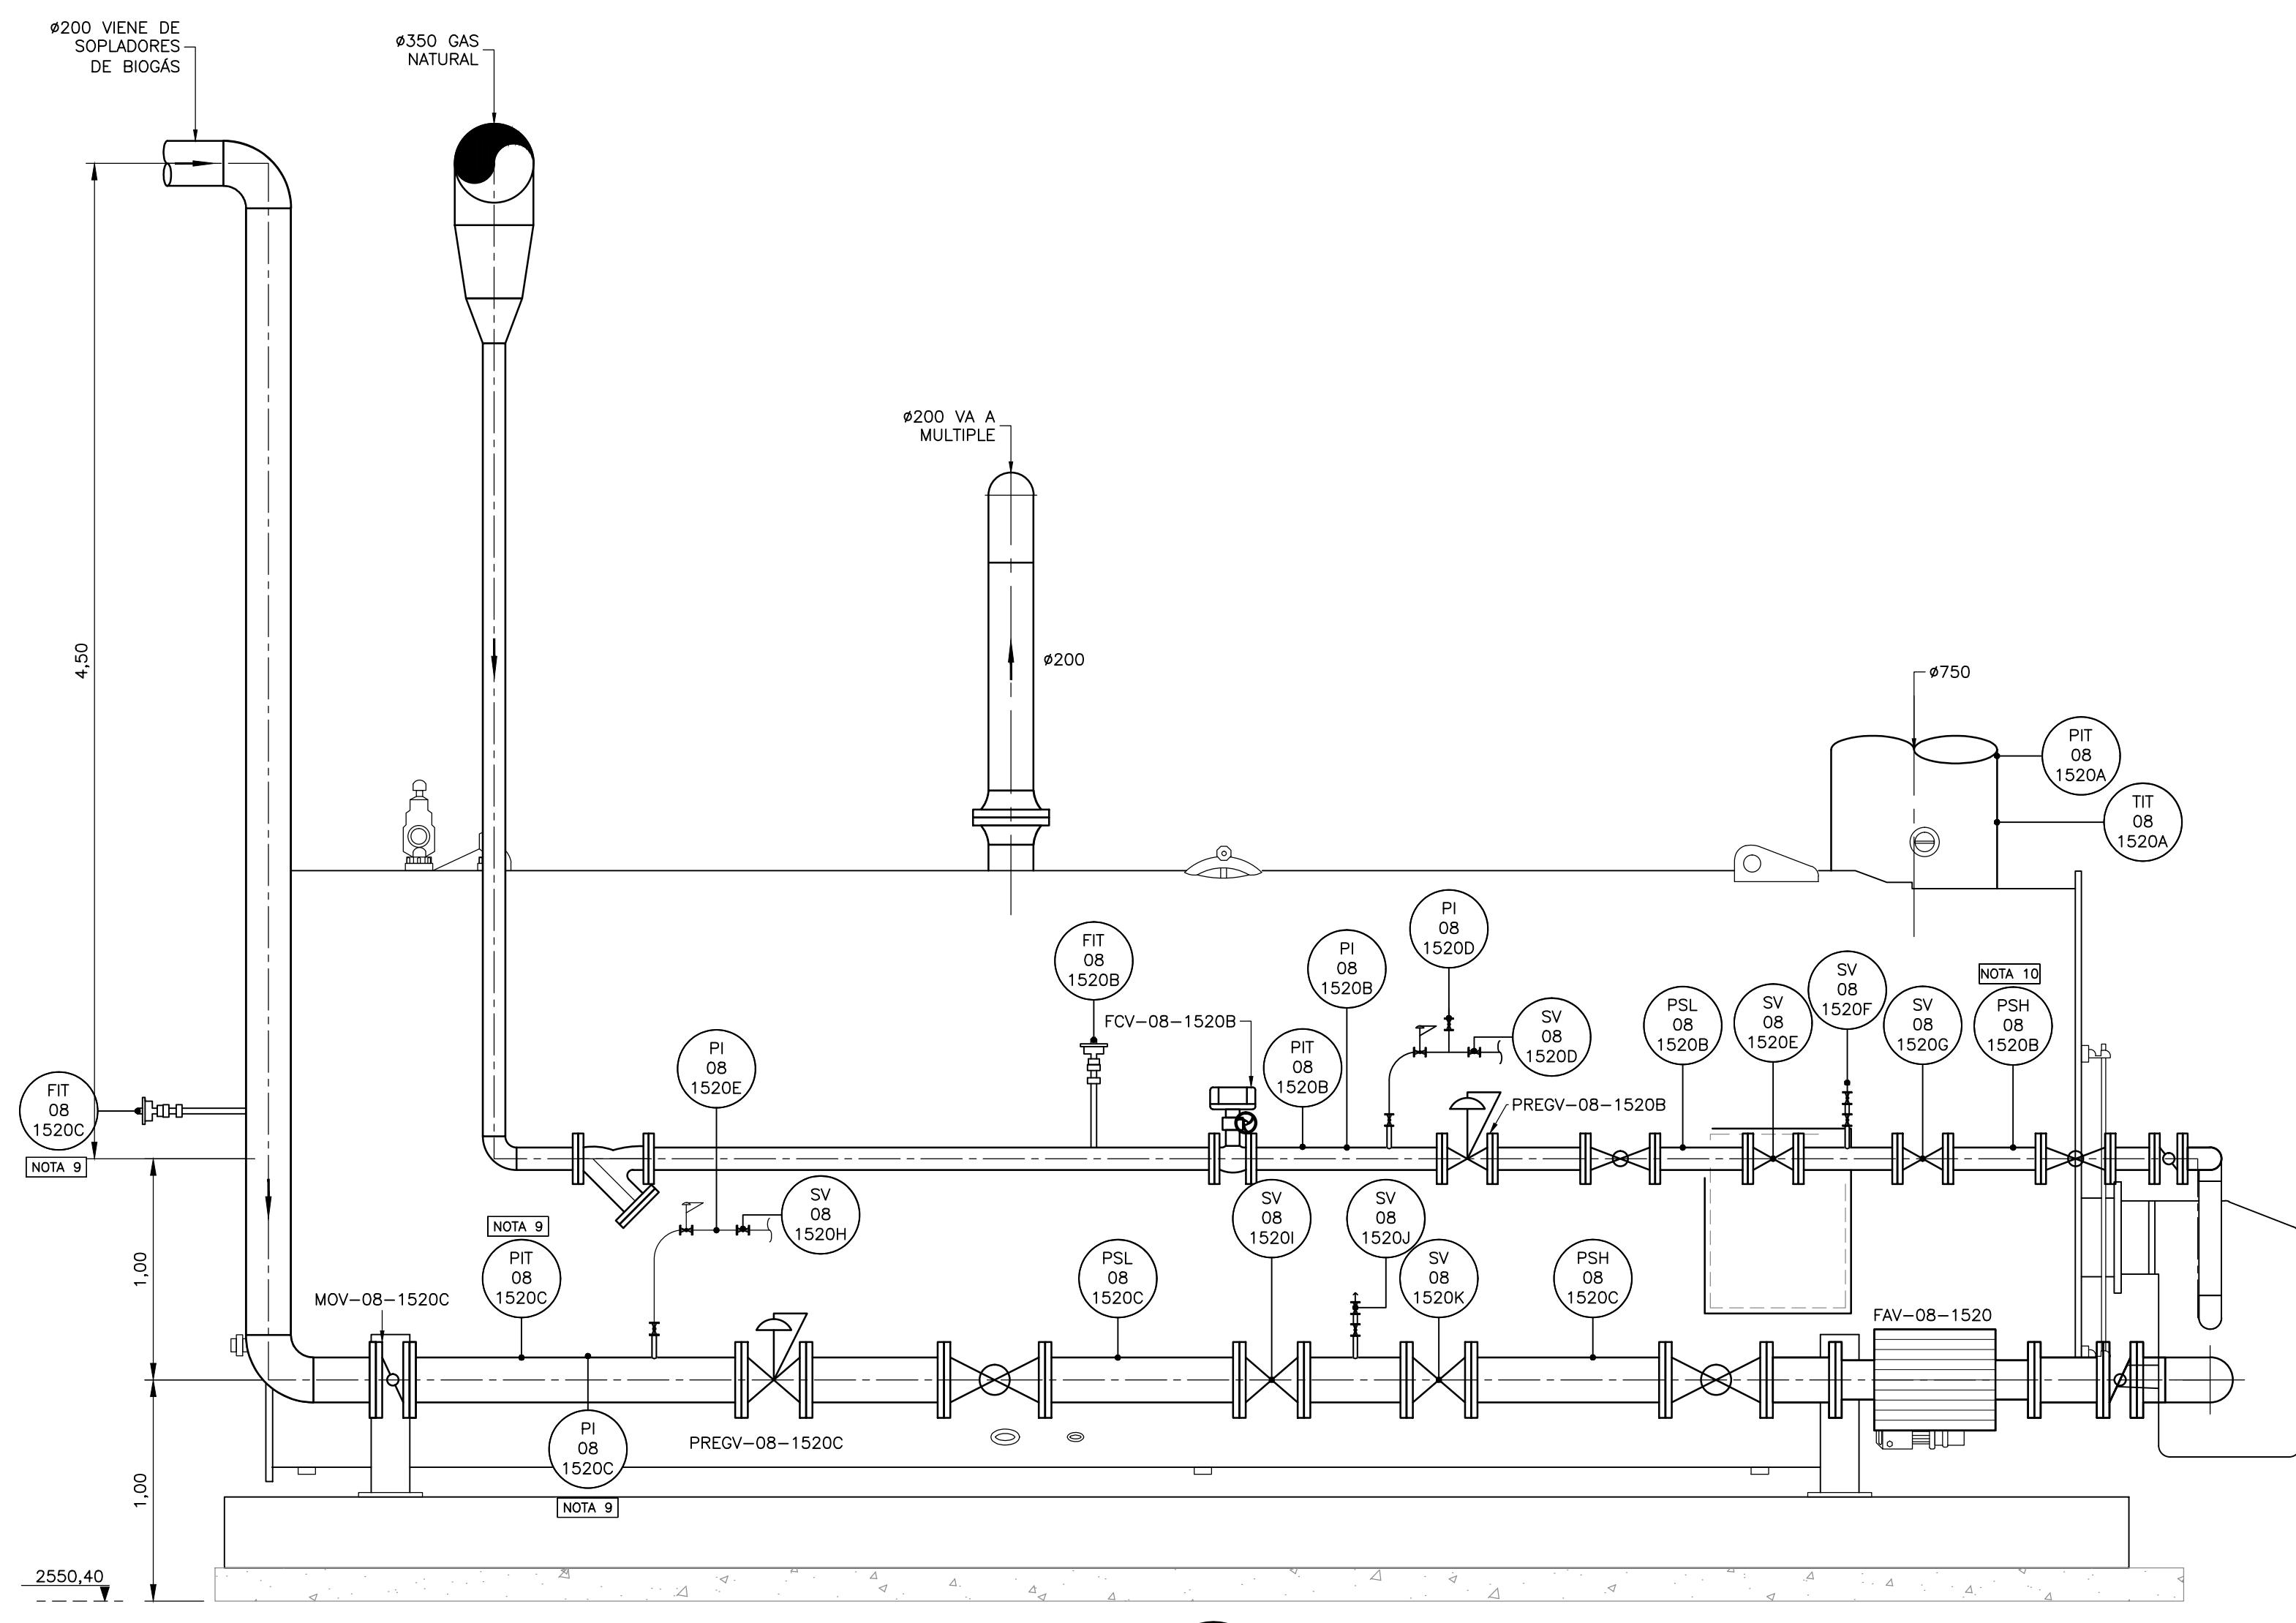 ø200 VIENE DE
SOPLADORES
DE BIOGÁS
ø350 GAS
NATURAL
ø200 VA A
MULTIPLE
ø200
4,50
ø750
PIT
08
1520A
TIT
08
1520A
PI
08
1520D
FIT
08
1520B
PI
08
1520B
FCV-08-1520B
PIT
08
1520B
SV
08
1520D
PREGV-08-1520B
PSL
08
1520B
SV
08
1520E
SV
08
1520F
SV
08
1520G
NOTA 10
PSH
08
1520B
PI
08
1520E
FIT
08
1520C
NOTA 9
SV
08
1520H
NOTA 9
PIT
08
1520C
MOV-08-1520C
1,00
PSL
08
1520C
SV
08
1520I
SV
08
1520J
SV
08
1520K
PSH
08
1520C
FAV-08-1520
PI
08
1520C
NOTA 9
PREGV-08-1520C
1,00
2550,40